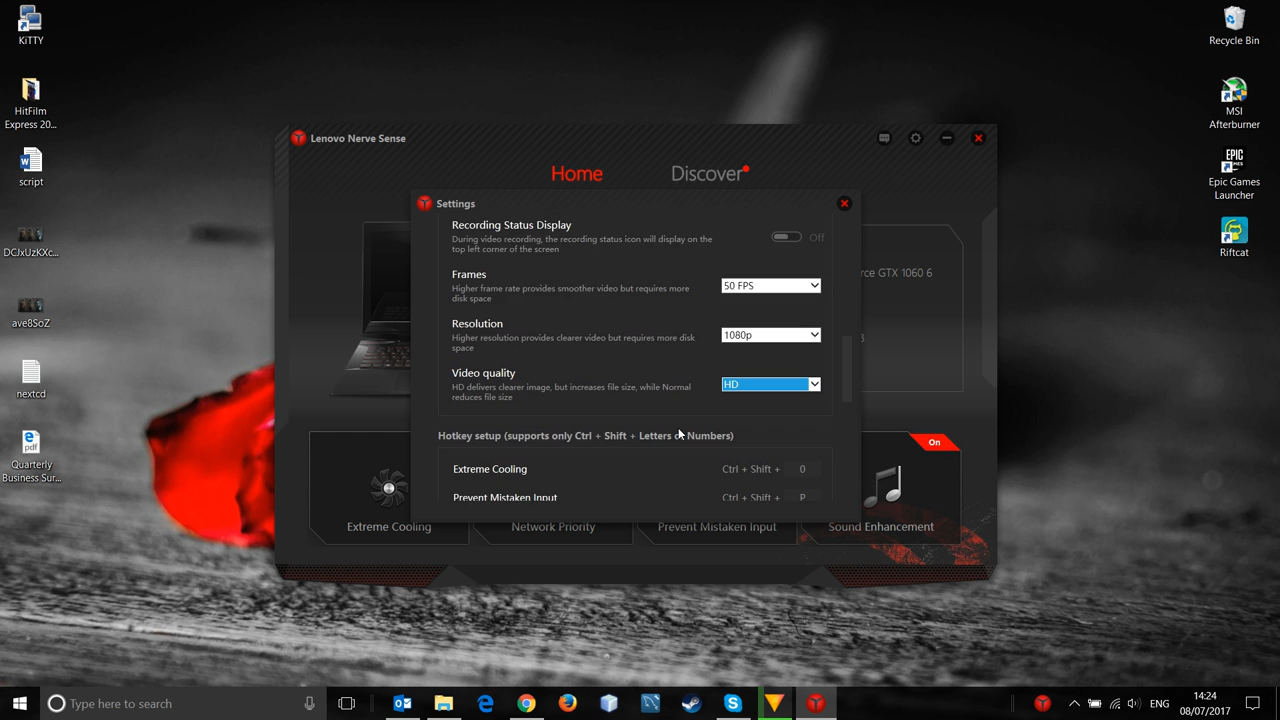 KiTTY
HitFilm
Express 20...
script
DCJxUzKXc...
ave8SoZ
nextcd
Quarterly
Business Sur...
Recycle Bin
MSI
Afterburner
EPIC
GAMES
Epic Games
Launcher
Riftcat
Lenovo Nerve Sense
Home
Discover
Settings
Recording Status Display
During video recording, the recording status icon will display on the
top left corner of the screen
Off
Frames
Higher frame rate provides smoother video but requires more
disk space
50 FPS
Resolution
Higher resolution provides clearer video but requires more disk
space
1080p
Video quality
HD delivers clearer image, but increases file size, while Normal
reduces file size
HD
Hotkey setup (supports only Ctrl + Shift + Letters Numbers)
Extreme Cooling
Ctrl + Shift + 0
Prevent Mistaken Input
Ctrl + Shift + P
rce GTX 1060 6
On
Extreme Cooling
Network Priority
Prevent Mistaken Input
Sound Enhancement
Type here to search
ENG
14:24
08/07/2017